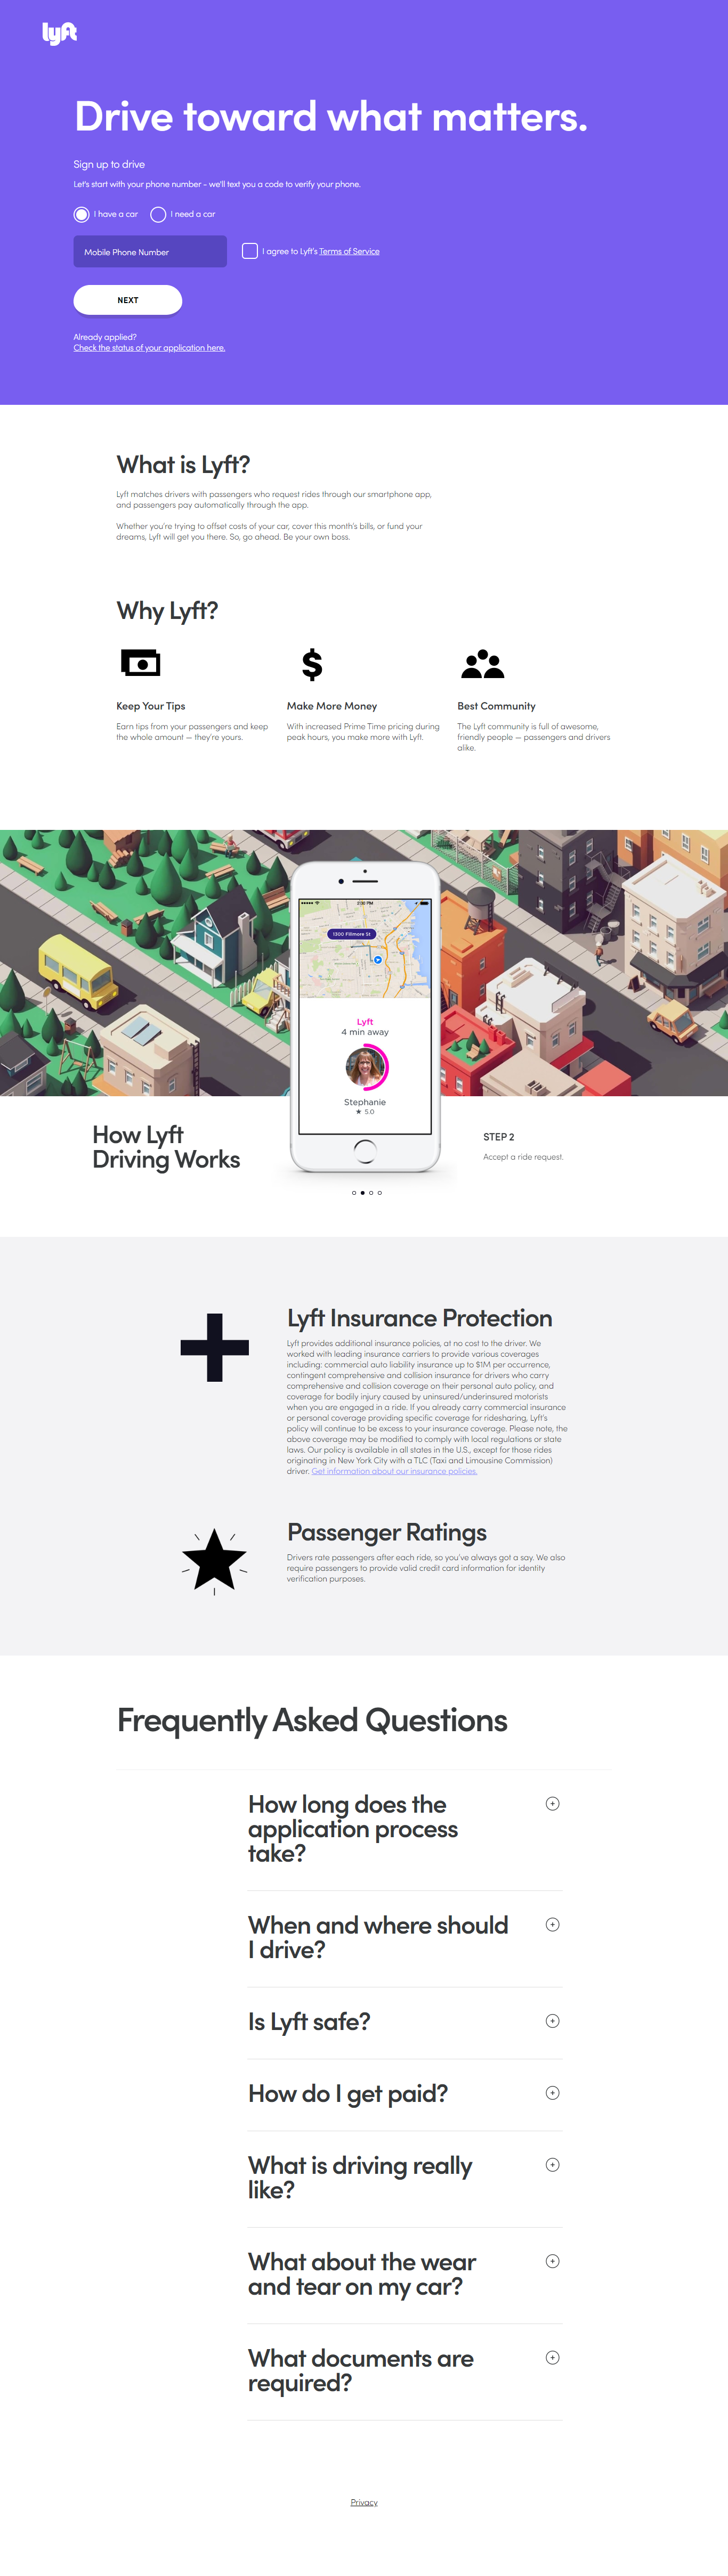 lyft
Drive toward what matters.
Sign up to drive
Let's start with your phone number - we'll text you a code to verify your phone.
I have a car
I need a car
Mobile Phone Number
I agree to Lyft's Terms of Service
NEXT
Already applied?
Check the status of your application here.
What is Lyft?
Lyft matches drivers with passengers who request rides through our smartphone app,
and passengers pay automatically through the app.
Whether you're trying to offset costs of your car, cover this month's bills, or fund your
dreams, Lyft will get you there. So, go ahead. Be your own boss.
Why Lyft?
Keep Your Tips
Earn tips from your passengers and keep
the whole amount — they're yours.
Make More Money
With increased Prime Time pricing during
peak hours, you make more with Lyft.
Best Community
The Lyft community is full of awesome,
friendly people — passengers and drivers
alike.
2:30 PM
1300 Fillmore St
Lyft
4 min away
Stephanie
★ 5.0
How Lyft
Driving Works
STEP 2
Accept a ride request.
Lyft Insurance Protection
Lyft provides additional insurance policies, at no cost to the driver. We
worked with leading insurance carriers to provide various coverages
including: commercial auto liability insurance up to $1M per occurrence,
contingent comprehensive and collision insurance for drivers who carry
comprehensive and collision coverage on their personal auto policy, and
coverage for bodily injury caused by uninsured/underinsured motorists
when you are engaged in a ride. If you already carry commercial insurance
or personal coverage providing specific coverage for ridesharing, Lyft's
policy will continue to be excess to your insurance coverage. Please note, the
above coverage may be modified to comply with local regulations or state
laws. Our policy is available in all states in the U.S., except for those rides
originating in New York City with a TLC (Taxi and Limousine Commission)
driver. Get information about our insurance policies.
Passenger Ratings
Drivers rate passengers after each ride, so you've always got a say. We also
require passengers to provide valid credit card information for identity
verification purposes.
Frequently Asked Questions
How long does the
application process
take?
When and where should
I drive?
Is Lyft safe?
How do I get paid?
What is driving really
like?
What about the wear
and tear on my car?
What documents are
required?
Privacy